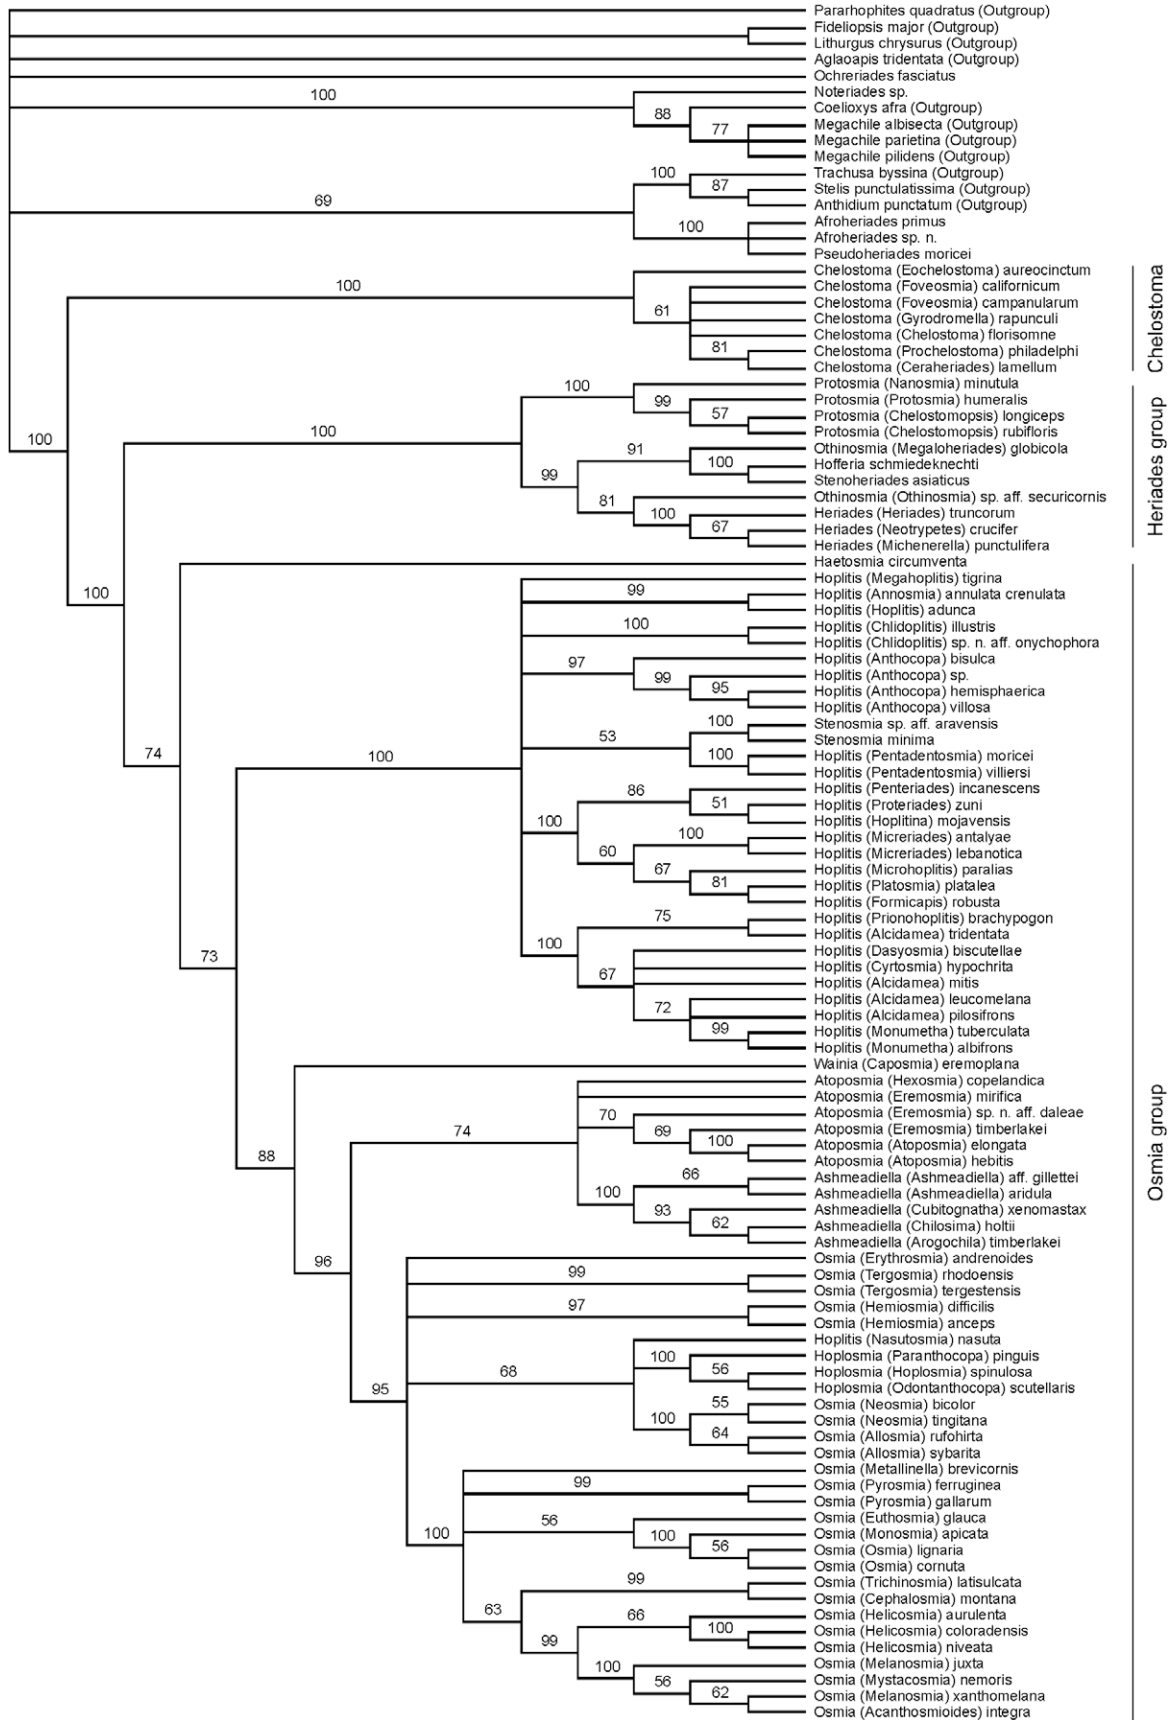 Pararhophites quadratus (Outgroup)
Fideliopsis major (Outgroup)
Lithurgus chrysurus (Outgroup)
Aglaoapis tridentata (Outgroup)
Ochreriades fasciatus
100
Noteriades sp.
88
Coelioxys afra (Outgroup)
77
Megachile albisecta (Outgroup)
Megachile parietina (Outgroup)
Megachile pilidens (Outgroup)
69
100
Trachusa byssina (Outgroup)
87
Stelis punctulatissima (Outgroup)
Anthidium punctatum (Outgroup)
100
Afroheriades primus
Afroheriades sp. n.
Pseudoheriades moricei
100
Chelostoma (Eochelostoma) aureocinctum
61
Chelostoma (Foveosmia) californicum
Chelostoma (Foveosmia) campanularum
Chelostoma (Gyrodromella) rapunculi
Chelostoma (Chelostoma) florisomne
81
Chelostoma (Prochelostoma) philadelphi
Chelostoma (Ceraheriades) lamellum
Chelostoma
100
100
100
Protosmia (Nanosmia) minutula
99
Protosmia (Protosmia) humeralis
57
Protosmia (Chelostomopsis) longiceps
Protosmia (Chelostomopsis) rubifloris
99
91
Othinosmia (Megaloheriades) globicola
100
Hofferia schmiedeknechti
Stenoheriades asiaticus
81
Othinosmia (Othinosmia) sp. aff. securicornis
100
Heriades (Heriades) truncorum
67
Heriades (Neotrypetes) crucifer
Heriades (Michenerella) punctulifera
Heriades group
100
Haetosmia circumventa
Hoplitis (Megahoplitis) tigrina
99
Hoplitis (Annosmia) annulata crenulata
Hoplitis (Hoplitis) adunca
100
Hoplitis (Chlidoplitis) illustris
Hoplitis (Chlidoplitis) sp. n. aff. onychophora
97
Hoplitis (Anthocopa) bisulca
99
Hoplitis (Anthocopa) sp.
95
Hoplitis (Anthocopa) hemisphaerica
Hoplitis (Anthocopa) villosa
74
100
53
100
Stenosmia sp. aff. aravensis
Stenosmia minima
100
Hoplitis (Pentadentosmia) moricei
Hoplitis (Pentadentosmia) villiersi
100
86
Hoplitis (Penteriades) incanescens
51
Hoplitis (Proteriades) zuni
Hoplitis (Hoplitina) mojavensis
60
100
Hoplitis (Micreriades) antalyae
Hoplitis (Micreriades) lebanotica
67
Hoplitis (Microhoplitis) paralias
81
Hoplitis (Platosmia) platalea
Hoplitis (Formicapis) robusta
73
100
75
Hoplitis (Prionohoplitis) brachypogon
Hoplitis (Alcidamea) tridentata
67
Hoplitis (Dasyosmia) biscutellae
Hoplitis (Cyrtosmia) hypochrita
Hoplitis (Alcidamea) mitis
72
Hoplitis (Alcidamea) leucomelana
Hoplitis (Alcidamea) pilosifrons
99
Hoplitis (Monumetha) tuberculata
Hoplitis (Monumetha) albifrons
88
Wainia (Caposmia) eremoplana
74
Atoposmia (Hexosmia) copelandica
Atoposmia (Eremosmia) mirifica
70
Atoposmia (Eremosmia) sp. n. aff. daleae
69
Atoposmia (Eremosmia) timberlakei
100
Atoposmia (Atoposmia) elongata
Atoposmia (Atoposmia) hebitis
100
66
Ashmeadiella (Ashmeadiella) aff. gillettei
Ashmeadiella (Ashmeadiella) aridula
93
Ashmeadiella (Cubitognatha) xenomastax
62
Ashmeadiella (Chilosima) holtii
Ashmeadiella (Arogochila) timberlakei
Osmia group
96
Osmia (Erythrosmia) andrenoides
99
Osmia (Tergosmia) rhodoensis
Osmia (Tergosmia) tergestensis
97
Osmia (Hemiosmia) difficilis
Osmia (Hemiosmia) anceps
95
68
Hoplitis (Nasutosmia) nasuta
100
Hoplosmia (Paranthocopa) pinguis
56
Hoplosmia (Hoplosmia) spinulosa
Hoplosmia (Odontanthocopa) scutellaris
100
55
Osmia (Neosmia) bicolor
Osmia (Neosmia) tingitana
64
Osmia (Allosmia) rufohirta
Osmia (Allosmia) sybarita
100
Osmia (Metallinella) brevicornis
99
Osmia (Pyrosmia) ferruginea
Osmia (Pyrosmia) gallarum
56
Osmia (Euthosmia) glauca
100
Osmia (Monosmia) apicata
56
Osmia (Osmia) lignaria
Osmia (Osmia) cornuta
63
99
Osmia (Trichinosmia) latisulcata
Osmia (Cephalosmia) montana
99
66
Osmia (Helicosmia) aurulenta
100
Osmia (Helicosmia) coloradensis
Osmia (Helicosmia) niveata
100
Osmia (Melanosmia) juxta
56
Osmia (Mystacosmia) nemoris
62
Osmia (Melanosmia) xanthomelana
Osmia (Acanthosmioides) integra